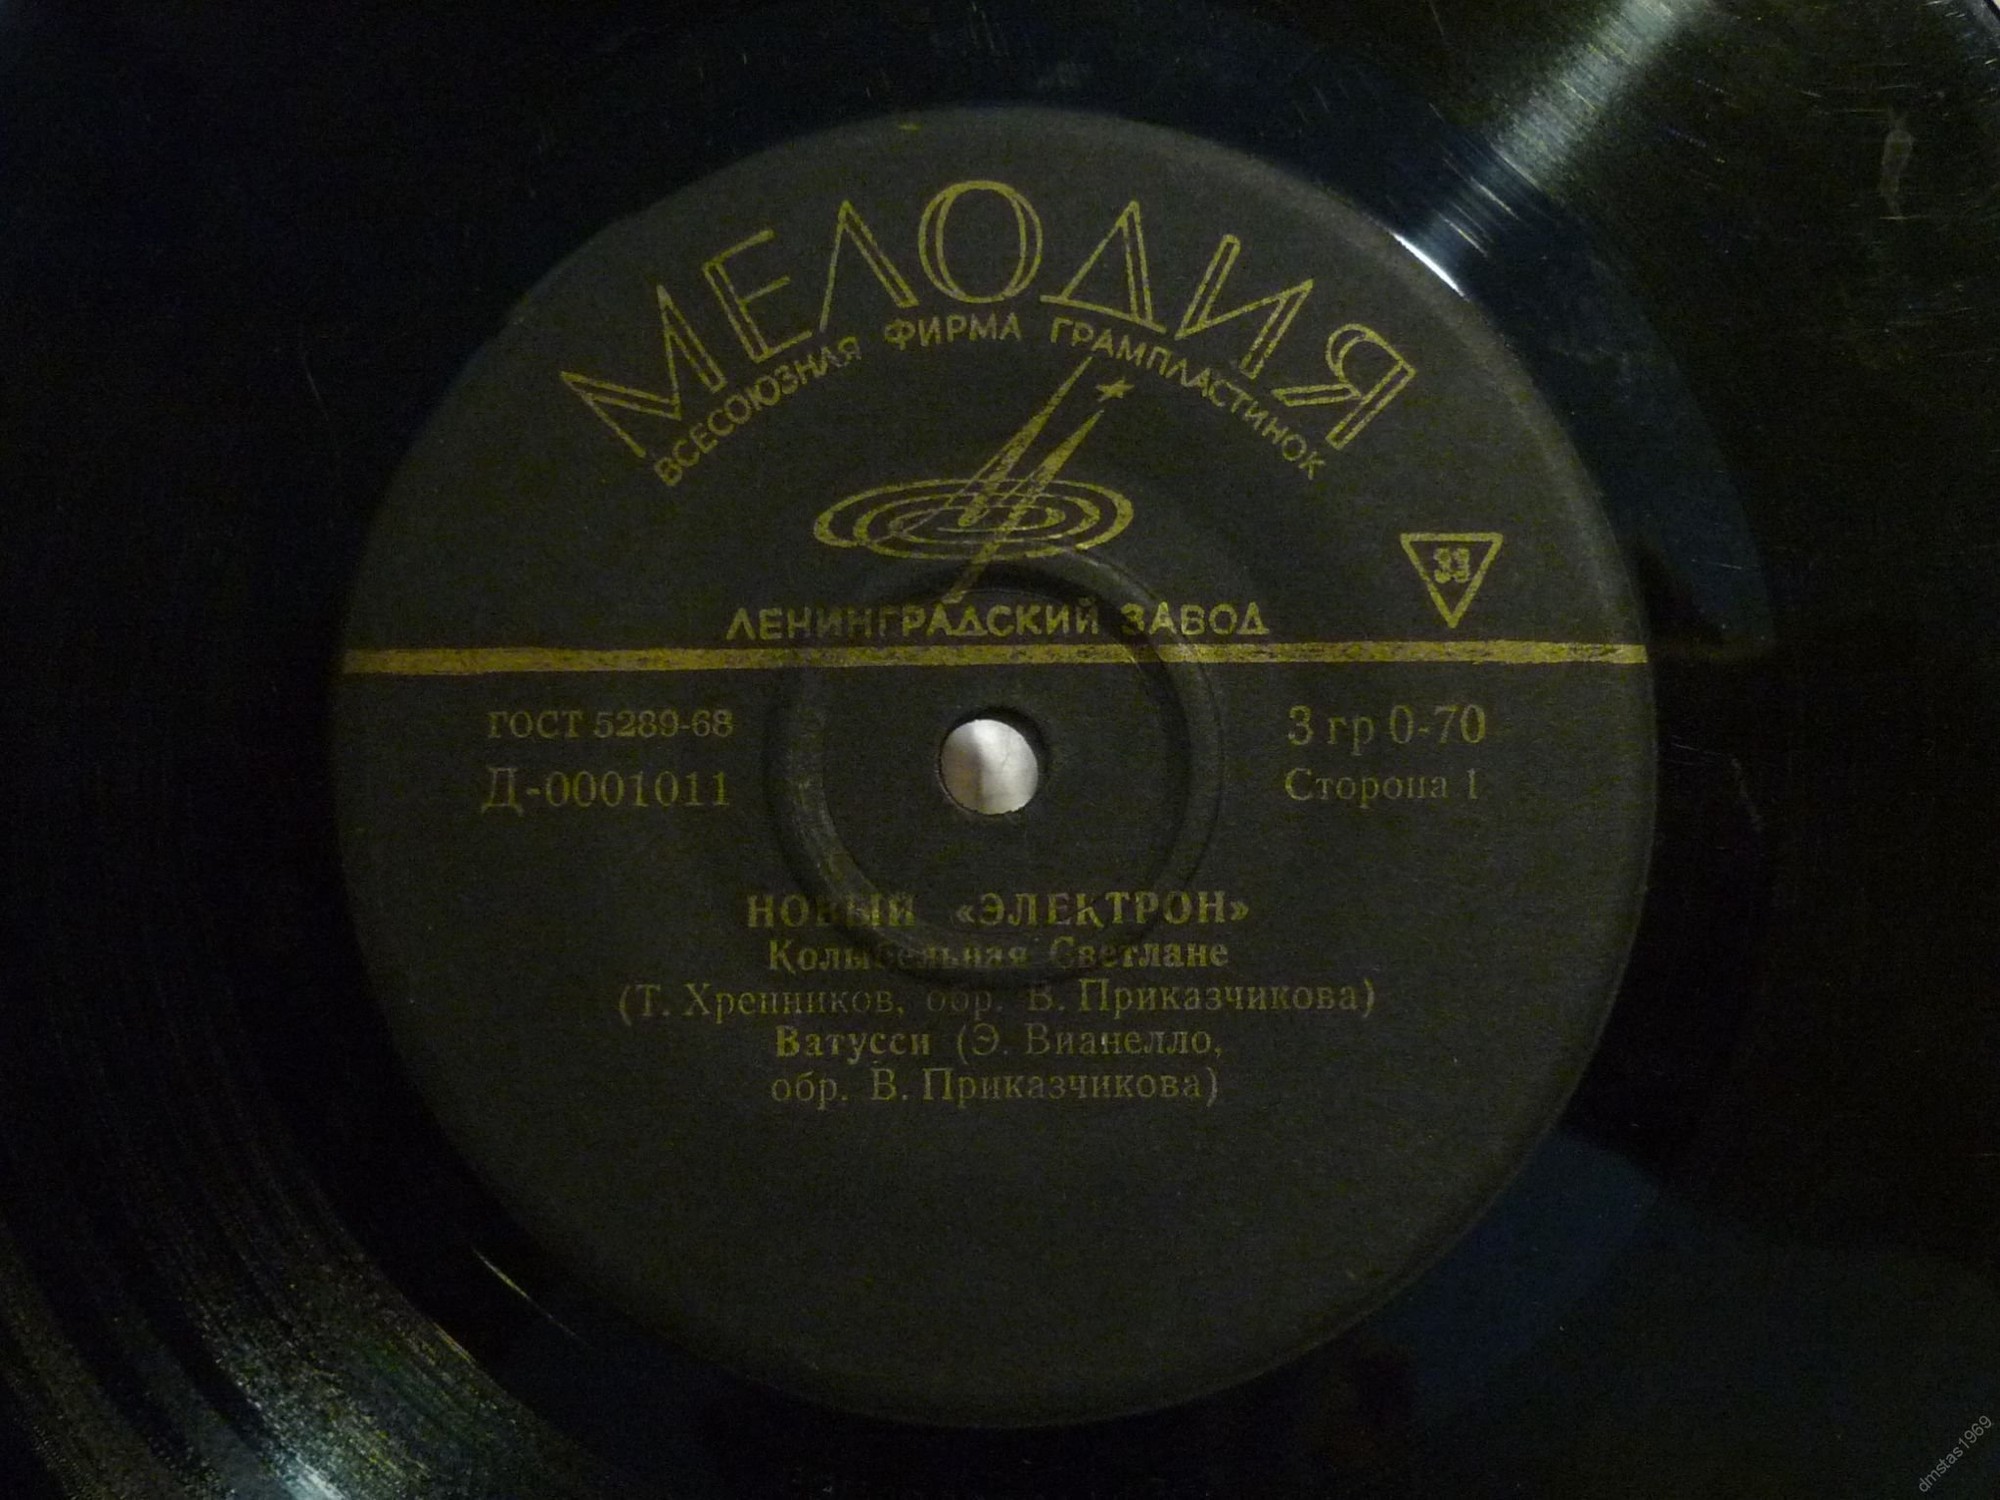 МЕЛОДИЯ
ВСЕСОЮЗНАЯ ФИРМА ГРАМПЛАСТИНОК
33
ЛЕНИНГРАДСКИЙ ЗАВОД
ГОСТ 5289-68
3 гр 0-70
Д-0001011
Сторона 1
НОВЫЙ «ЭЛЕКТРОН»
Колыбельная Светлане
(Т. Хренников, обр. В. Приказчикова)
Ватусси (Э. Вианелло,
обр. В. Приказчикова)
dmstas1969